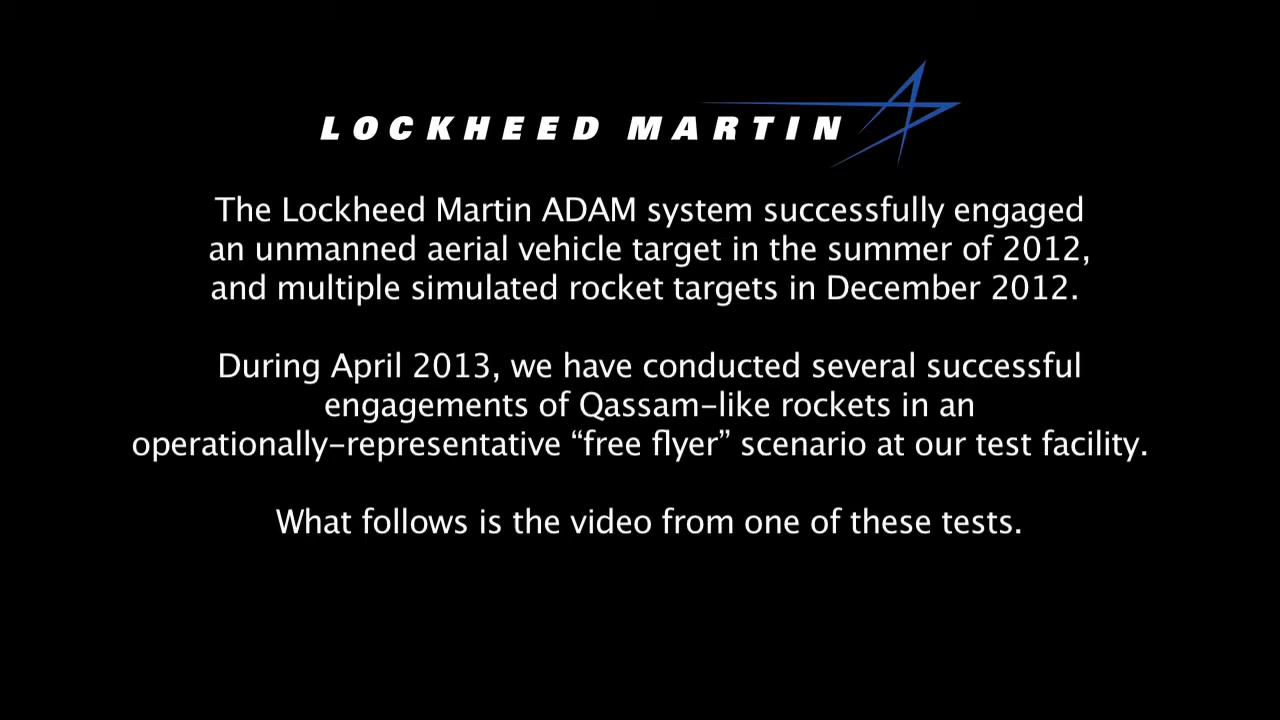 LOCKHEED MARTIN
The Lockheed Martin ADAM system successfully engaged
an unmanned aerial vehicle target in the summer of 2012,
and multiple simulated rocket targets in December 2012.
During April 2013, we have conducted several successful
engagements of Qassam-like rockets in an
operationally-representative “free flyer” scenario at our test facility.
What follows is the video from one of these tests.